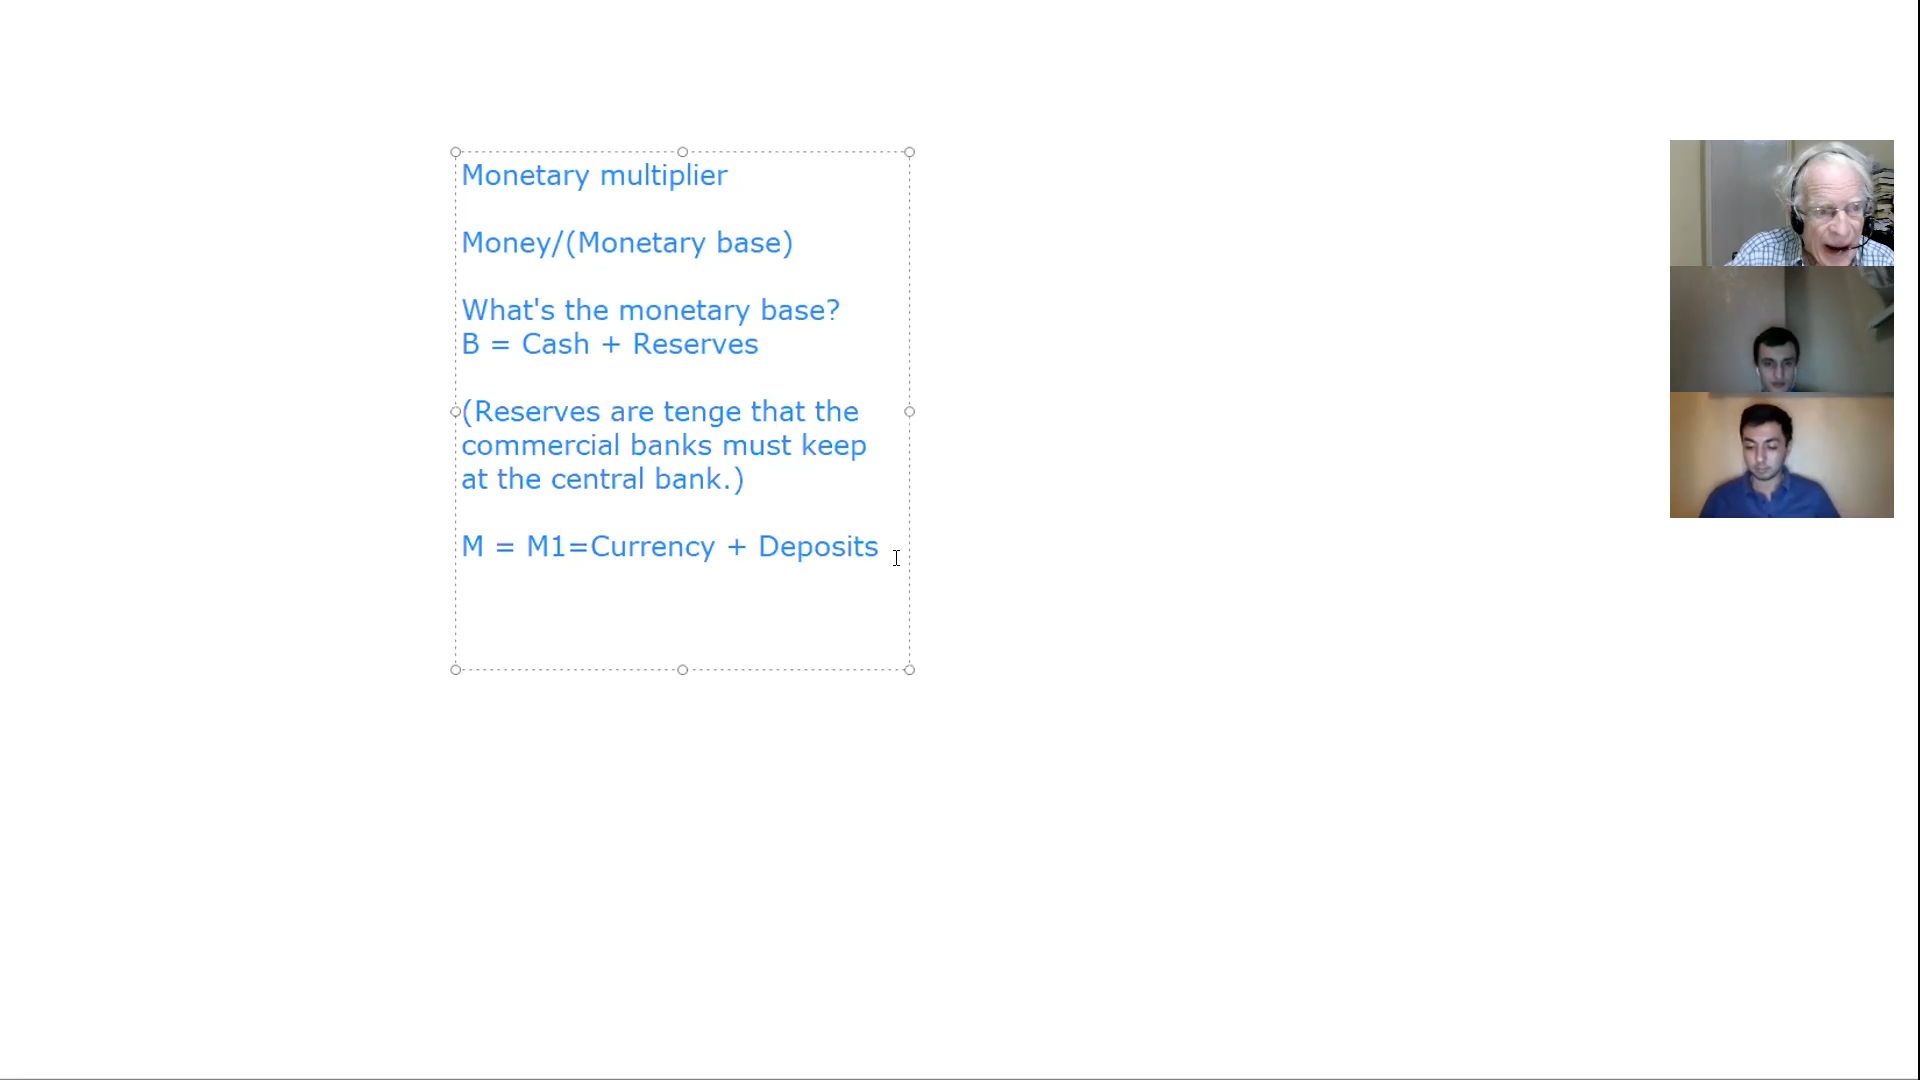 Monetary multiplier
Money/(Monetary base)
What's the monetary base?
B = Cash + Reserves
(Reserves are tenge that the
commercial banks must keep
at the central bank.)
M = M1=Currency + Deposits